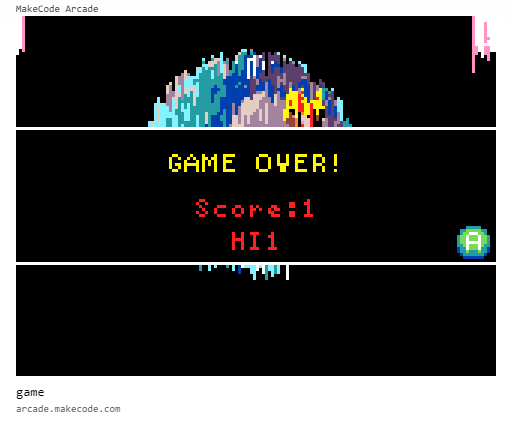 MakeCode Arcade
GAME OVER!
Score:1
HI1
A
game
arcade.makecode.com